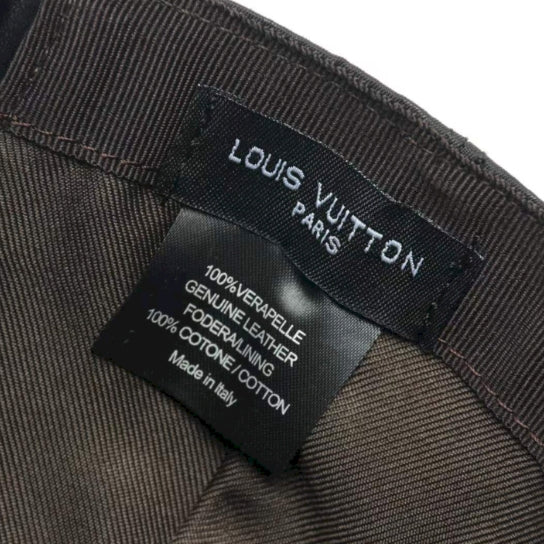 LOUIS VUITTON
PARIS
100%VERAPELLE
GENUINE LEATHER
FODERA/LINING
100% COTONE/COTTON
Made in Italy